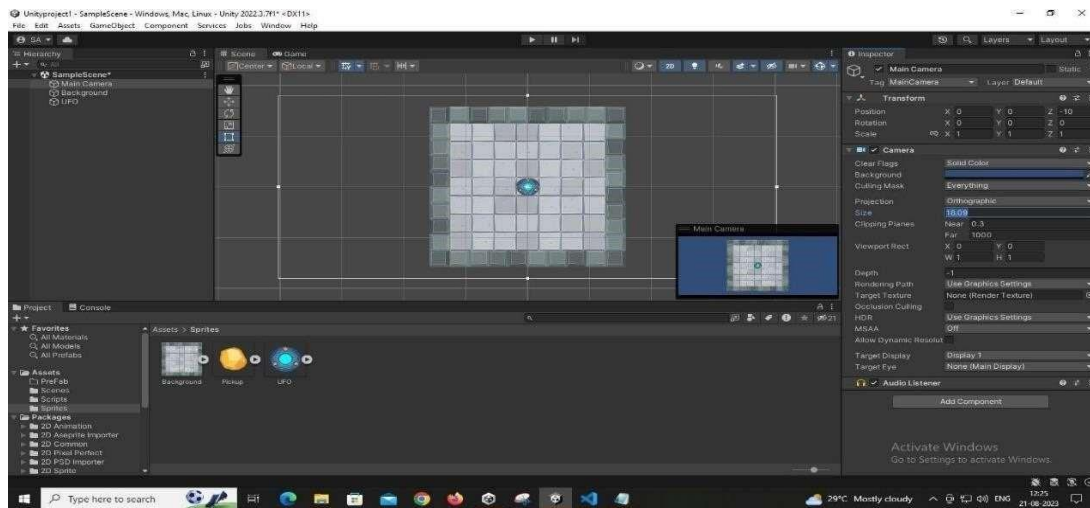 Unityproject1 - SampleScene - Windows, Mac, Linux - Unity 2022.3.7f1* <DX11>
File Edit Assets GameObject Component Services Jobs Window Help
SA
Layers
Layout
Hierarchy
All
SampleScene*
Main Camera
Background
UFO
Scene
Game
Center
Local
2D
Main Camera
Inspector
Main Camera
Static
Tag MainCamera
Layer Default
Transform
Position X 0 Y 0 Z -10
Rotation X 0 Y 0 Z 0
Scale X 1 Y 1 Z 1
Camera
Clear Flags Solid Color
Background
Culling Mask Everything
Projection Orthographic
Size 18.09
Clipping Planes Near 0.3
Far 1000
Viewport Rect X 0 Y 0
W 1 H 1
Depth -1
Rendering Path Use Graphics Settings
Target Texture None (Render Texture)
Occlusion Culling
HDR Use Graphics Settings
MSAA Off
Allow Dynamic Resolut
Target Display Display 1
Target Eye None (Main Display)
Audio Listener
Add Component
Activate Windows
Go to Settings to activate Windows.
Project
Console
21
Favorites
All Materials
All Models
All Prefabs
Assets
PreFab
Scenes
Scripts
Sprites
Packages
2D Animation
2D Aseprite Importer
2D Common
2D Pixel Perfect
2D PSD Importer
2D Sprite
Assets > Sprites
Background
Pickup
UFO
Type here to search
29°C Mostly cloudy
ENG
12:25
21-08-2023